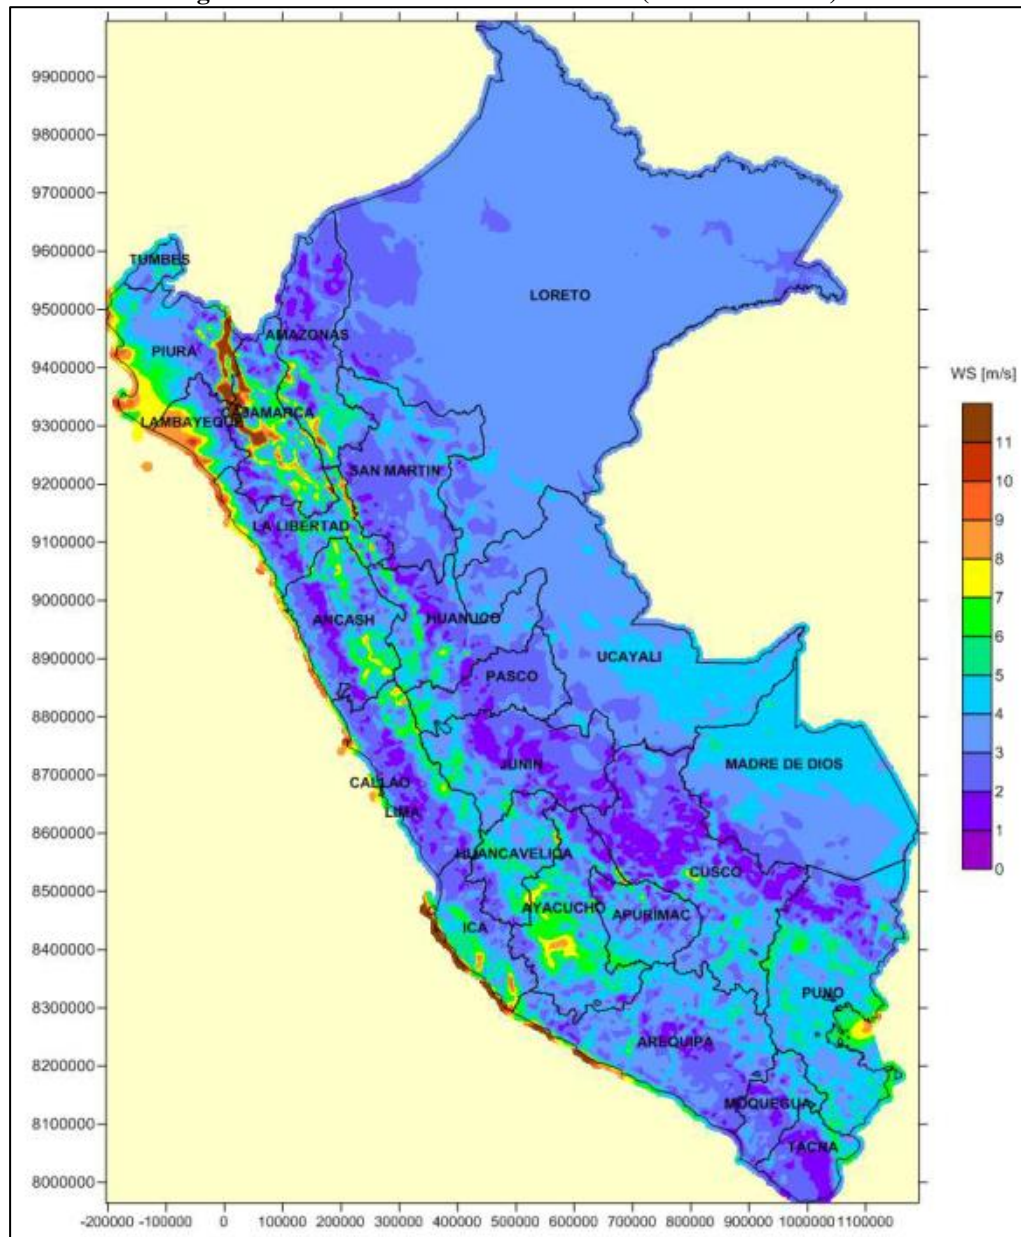 9900000
9800000
9700000
9600000
9500000
9400000
9300000
9200000
9100000
9000000
8900000
8800000
8700000
8600000
8500000
8400000
8300000
8200000
8100000
8000000
-200000 -100000 0 100000 200000 300000 400000 500000 600000 700000 800000 900000 1000000 1100000
TUMBES
LORETO
AMAZONAS
PIURA
CAJAMARCA
LAMBAYEQUE
SAN MARTIN
LA LIBERTAD
ANCASH
HUANUCO
UCAYALI
PASCO
JUNIN
MADRE DE DIOS
CALLAO
LIMA
HUANCAVELICA
CUSCO
AYACUCHO
APURIMAC
ICA
PUNO
AREQUIPA
MOQUEGUA
TACNA
WS [m/s]
11
10
9
8
7
6
5
4
3
2
1
0